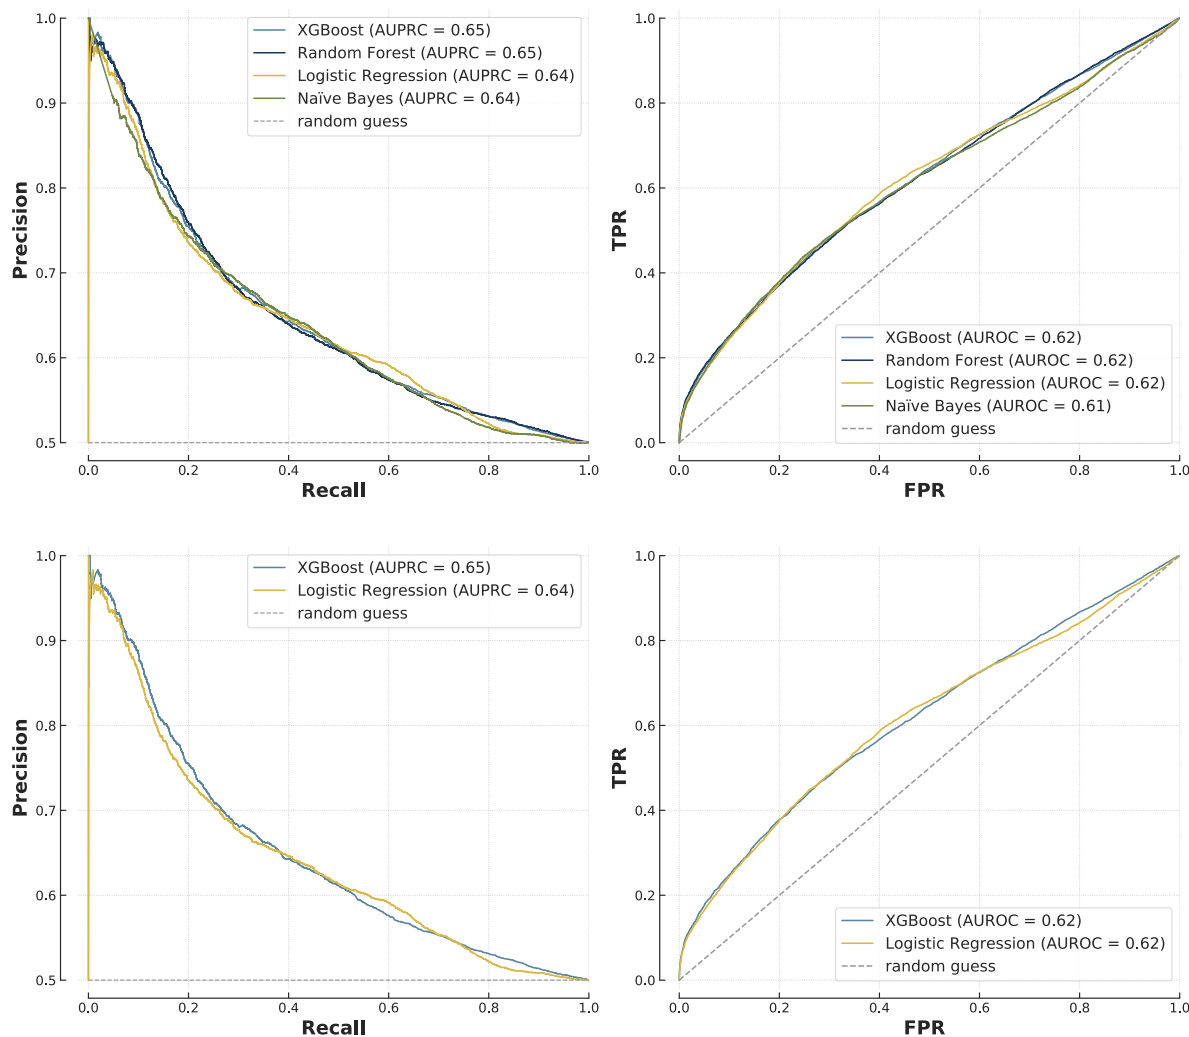 1.0
0.9
0.8
0.7
0.6
0.5
Precision
0.0 0.2 0.4 0.6 0.8 1.0
Recall
XGBoost (AUPRC = 0.65)
Random Forest (AUPRC = 0.65)
Logistic Regression (AUPRC = 0.64)
Naïve Bayes (AUPRC = 0.64)
random guess
1.0
0.8
0.6
0.4
0.2
0.0
TPR
0.0 0.2 0.4 0.6 0.8 1.0
FPR
XGBoost (AUROC = 0.62)
Random Forest (AUROC = 0.62)
Logistic Regression (AUROC = 0.62)
Naïve Bayes (AUROC = 0.61)
random guess
1.0
0.9
0.8
0.7
0.6
0.5
Precision
0.0 0.2 0.4 0.6 0.8 1.0
Recall
XGBoost (AUPRC = 0.65)
Logistic Regression (AUPRC = 0.64)
random guess
1.0
0.8
0.6
0.4
0.2
0.0
TPR
0.0 0.2 0.4 0.6 0.8 1.0
FPR
XGBoost (AUROC = 0.62)
Logistic Regression (AUROC = 0.62)
random guess